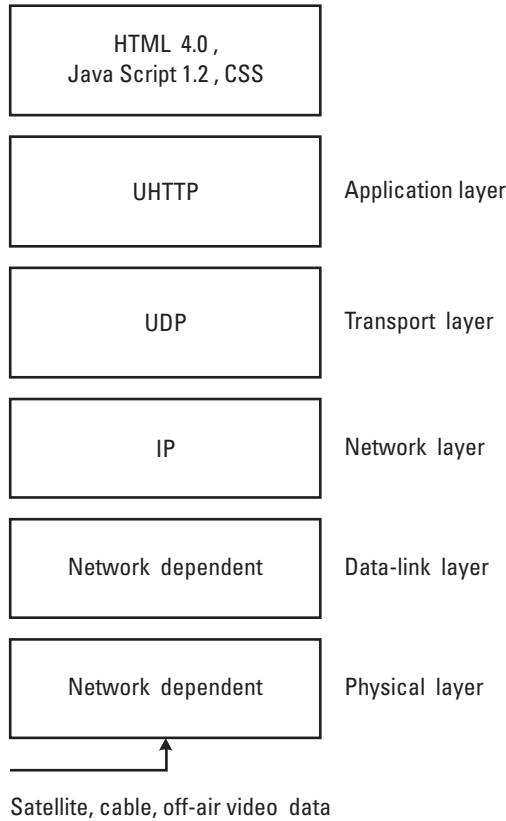 HTML 4.0 ,
Java Script 1.2 , CSS
UHTTP
Application layer
UDP
Transport layer
IP
Network layer
Network dependent
Data-link layer
Network dependent
Physical layer
Satellite, cable, off-air video data